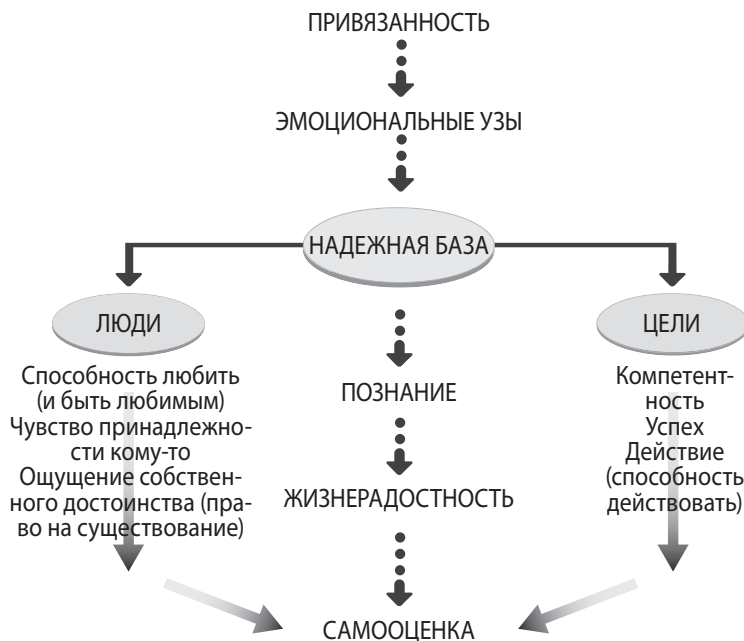 ПРИВЯЗАННОСТЬ
ЭМОЦИОНАЛЬНЫЕ УЗЫ
НАДЕЖНАЯ БАЗА
ЛЮДИ
Способность любить
(и быть любимым)
Чувство принадлежно-
сти кому-то
Ощущение собствен-
ного достоинства (пра-
во на существование)
ПОЗНАНИЕ
ЖИЗНЕРАДОСТНОСТЬ
ЦЕЛИ
Компетент-
ность
Успех
Действие
(способность
действовать)
САМООЦЕНКА